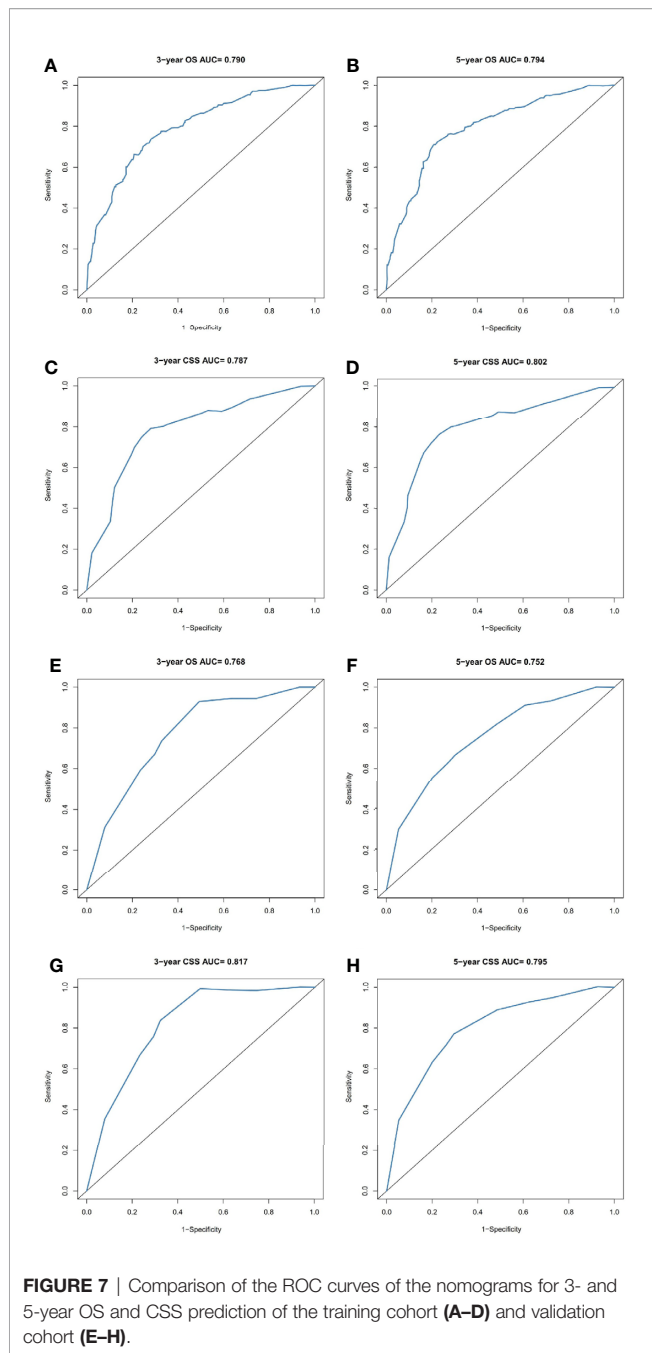 A
3-year OS AUC= 0.790
Sensitivity
0.0 0.2 0.4 0.6 0.8 1.0
0.0 0.2 0.4 0.6 0.8 1.0
1-Specificity
B
5-year OS AUC= 0.794
Sensitivity
0.0 0.2 0.4 0.6 0.8 1.0
0.0 0.2 0.4 0.6 0.8 1.0
1-Specificity
C
3-year CSS AUC= 0.787
Sensitivity
0.0 0.2 0.4 0.6 0.8 1.0
0.0 0.2 0.4 0.6 0.8 1.0
1-Specificity
D
5-year CSS AUC= 0.802
Sensitivity
0.0 0.2 0.4 0.6 0.8 1.0
0.0 0.2 0.4 0.6 0.8 1.0
1-Specificity
E
3-year OS AUC= 0.768
Sensitivity
0.0 0.2 0.4 0.6 0.8 1.0
0.0 0.2 0.4 0.6 0.8 1.0
1-Specificity
F
5-year OS AUC= 0.752
Sensitivity
0.0 0.2 0.4 0.6 0.8 1.0
0.0 0.2 0.4 0.6 0.8 1.0
1-Specificity
G
3-year CSS AUC= 0.817
Sensitivity
0.0 0.2 0.4 0.6 0.8 1.0
0.0 0.2 0.4 0.6 0.8 1.0
1-Specificity
H
5-year CSS AUC= 0.795
Sensitivity
0.0 0.2 0.4 0.6 0.8 1.0
0.0 0.2 0.4 0.6 0.8 1.0
1-Specificity
FIGURE 7 | Comparison of the ROC curves of the nomograms for 3- and
5-year OS and CSS prediction of the training cohort (A–D) and validation
cohort (E–H).